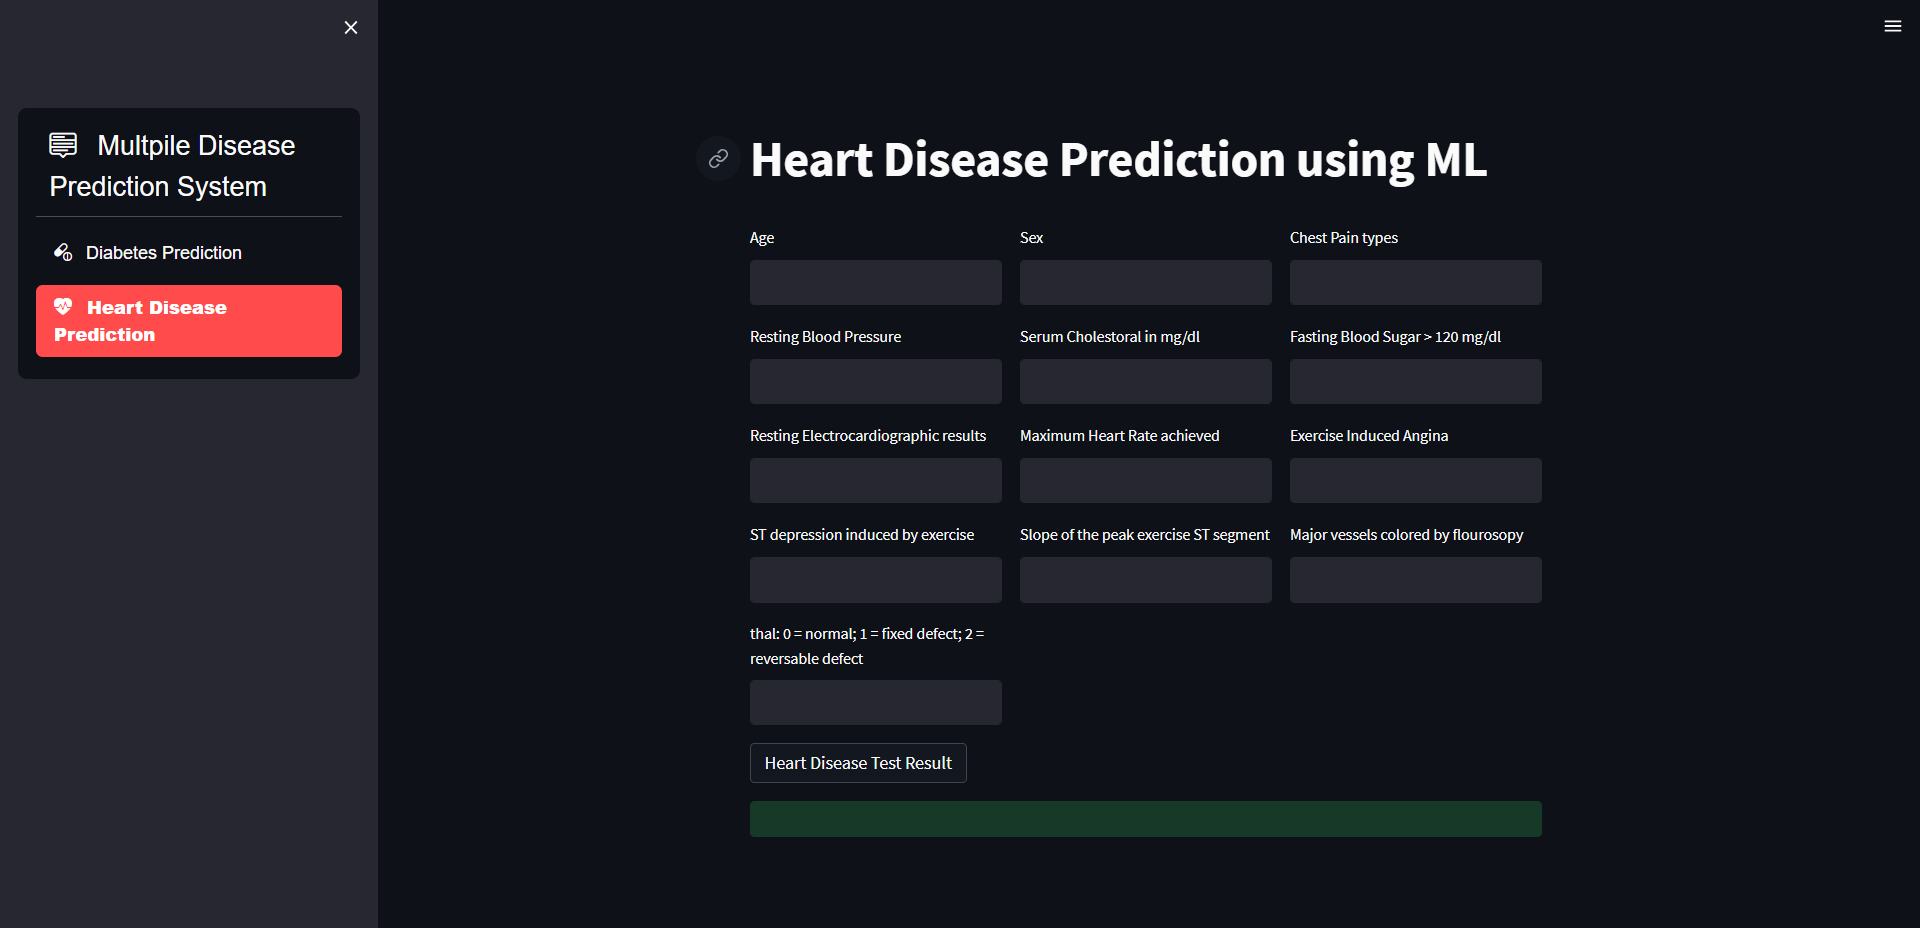 Multpile Disease
Prediction System
Diabetes Prediction
Heart Disease
Prediction
Heart Disease Prediction using ML
Age
Sex
Chest Pain types
Resting Blood Pressure
Serum Cholestoral in mg/dl
Fasting Blood Sugar > 120 mg/dl
Resting Electrocardiographic results
Maximum Heart Rate achieved
Exercise Induced Angina
ST depression induced by exercise
Slope of the peak exercise ST segment
Major vessels colored by flourosopy
thal: 0 = normal; 1 = fixed defect; 2 =
reversable defect
Heart Disease Test Result